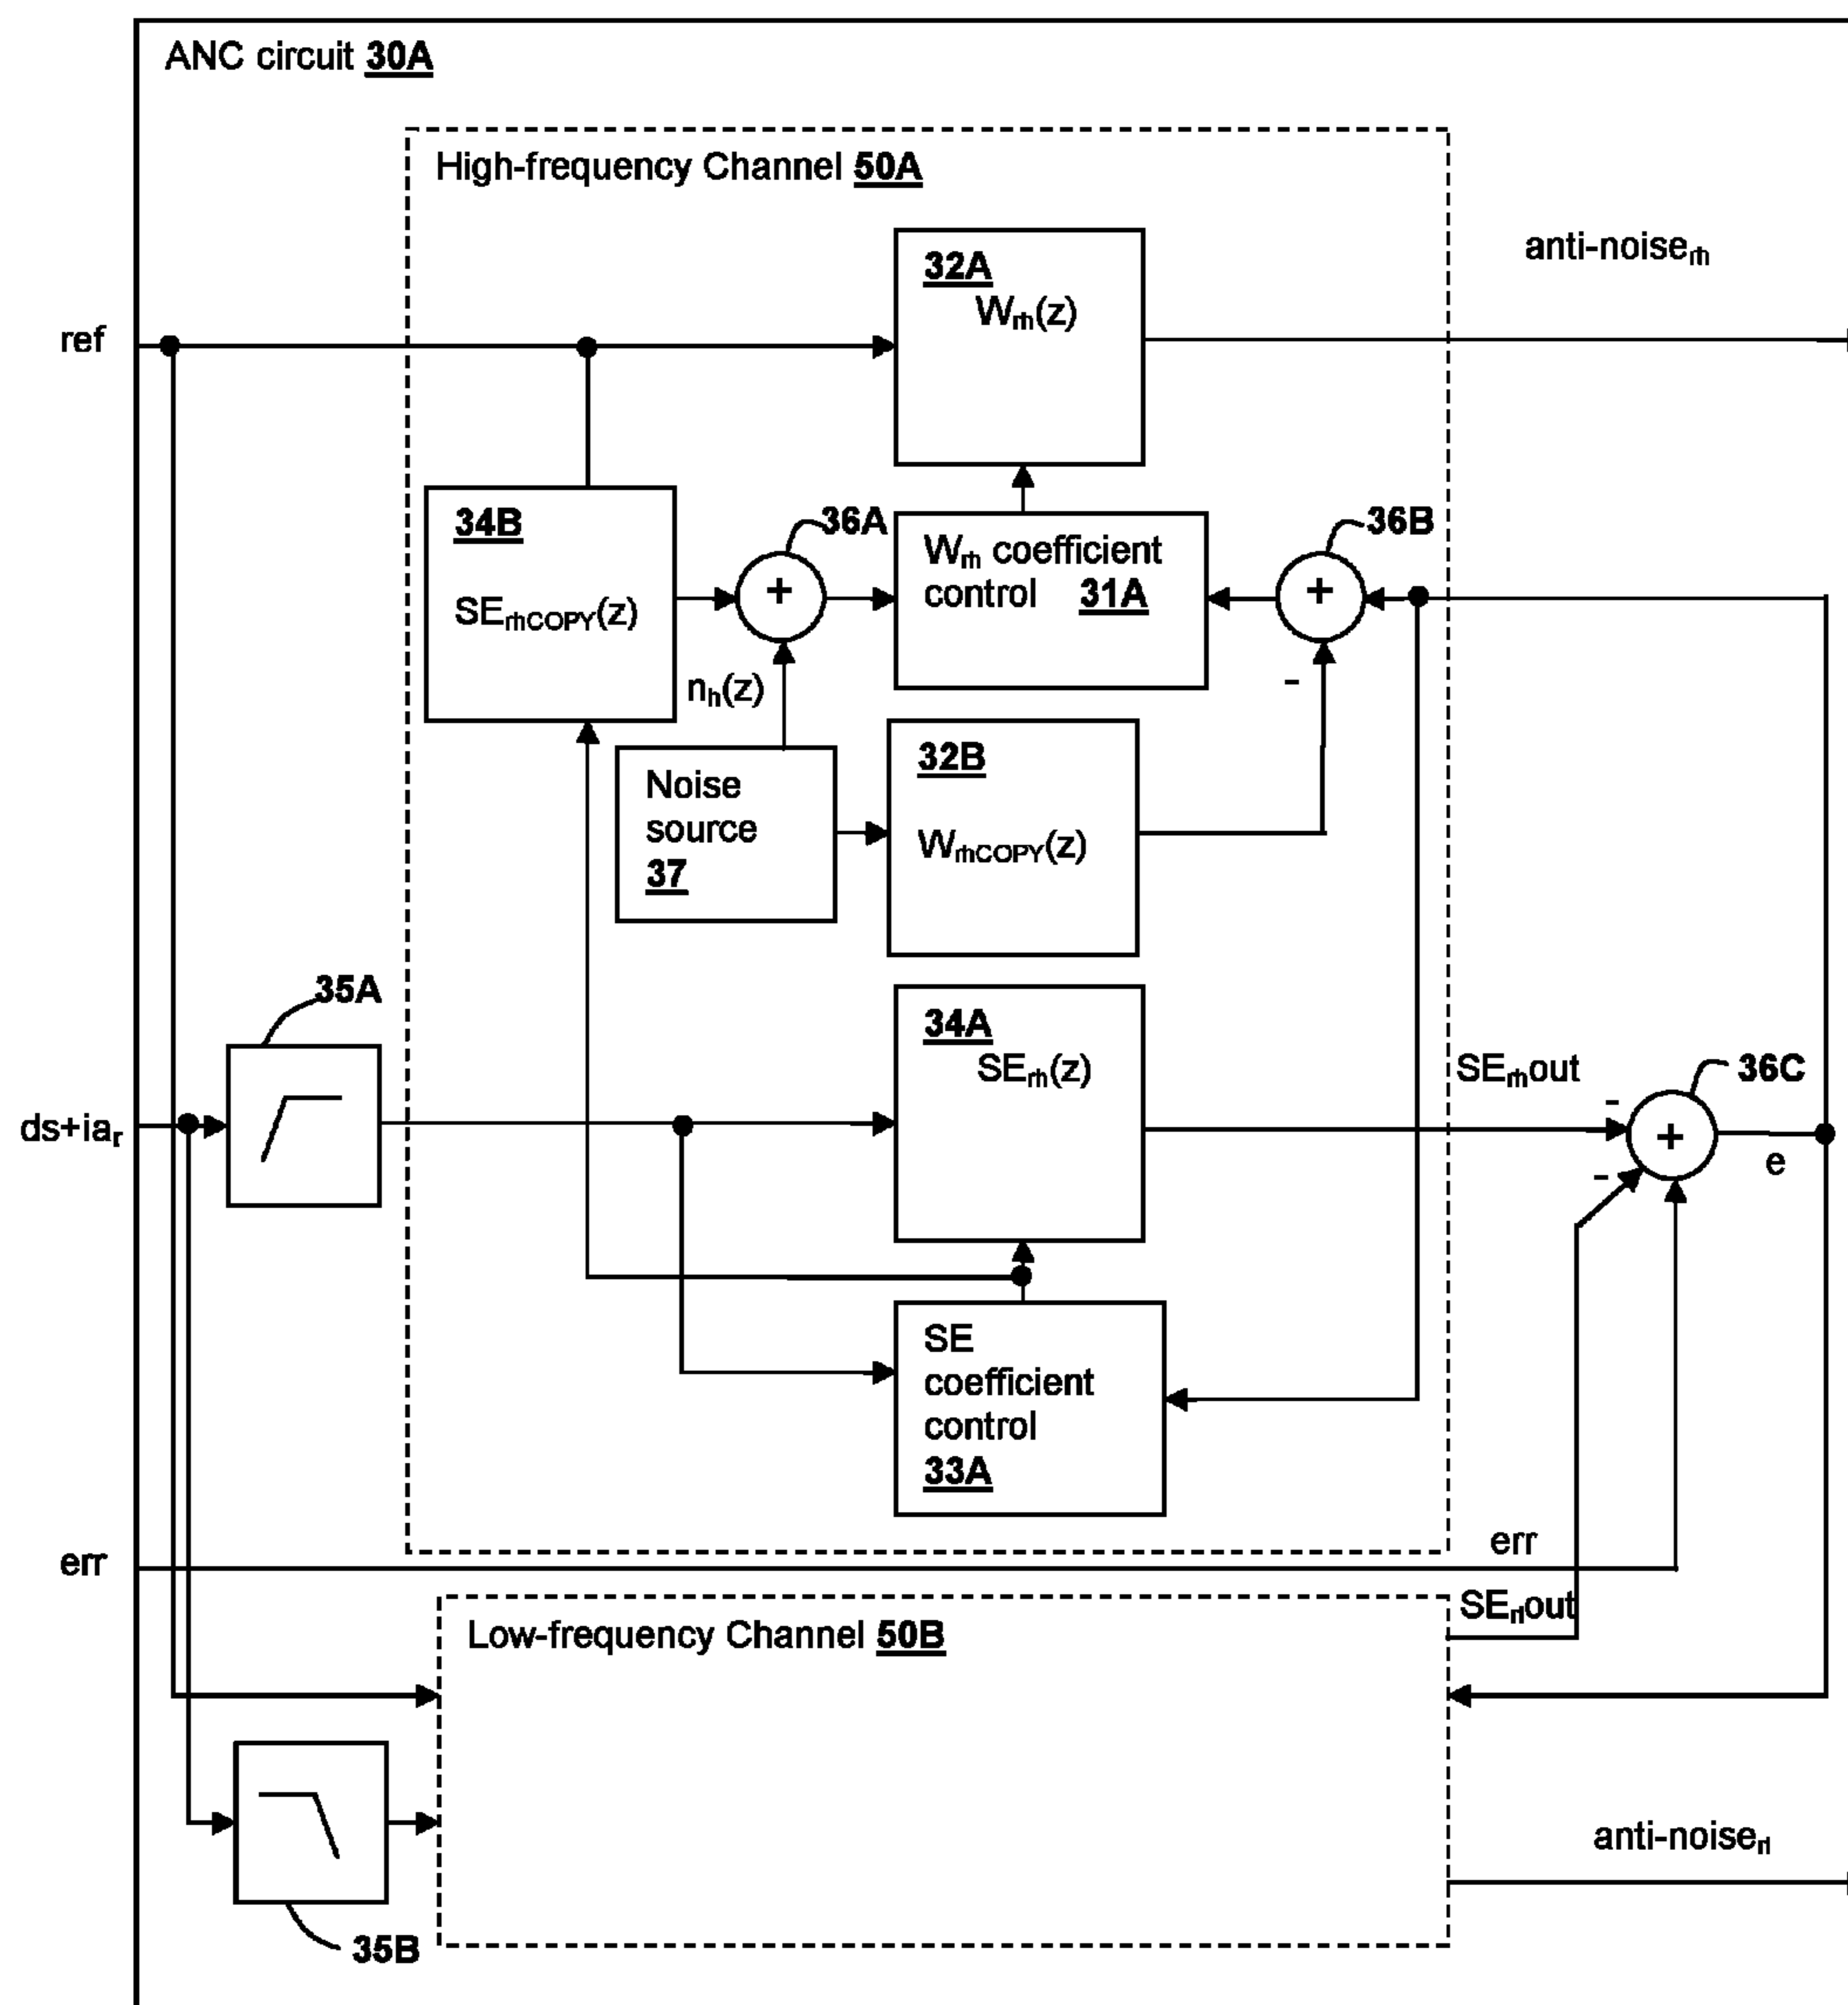 ANC circuit 30A
High-frequency Channel 50A
32A
Wrh(z)
anti-noiserh
ref
34B
SErhCOPY(z)
36A
+
Wrh coefficient
control 31A
36B
+
-
nh(z)
Noise
source
37
32B
WrhCOPY(z)
35A
34A
SErh(z)
SErhout
36C
-
+
-
e
ds+iar
SE
coefficient
control
33A
err
err
SErlout
Low-frequency Channel 50B
anti-noiserl
35B